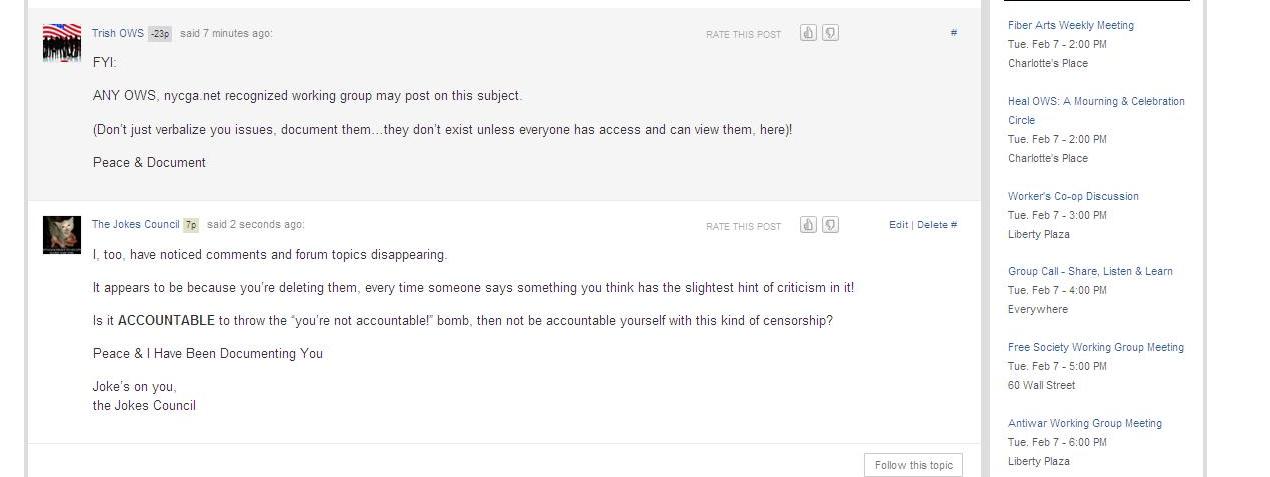 Trish OWS -23p said 7 minutes ago:
RATE THIS POST
#
FYI:
ANY OWS, nycga.net recognized working group may post on this subject.
(Don't just verbalize you issues, document them...they don't exist unless everyone has access and can view them, here)!
Peace & Document
The Jokes Council 7p said 2 seconds ago:
RATE THIS POST
Edit | Delete #
I, too, have noticed comments and forum topics disappearing.
It appears to be because you're deleting them, every time someone says something you think has the slightest hint of criticism in it!
Is it ACCOUNTABLE to throw the “you're not accountable!” bomb, then not be accountable yourself with this kind of censorship?
Peace & I Have Been Documenting You
Joke's on you,
the Jokes Council
Follow this topic
Fiber Arts Weekly Meeting
Tue. Feb 7 - 2:00 PM
Charlotte's Place
Heal OWS: A Mourning & Celebration
Circle
Tue. Feb 7 - 2:00 PM
Charlotte's Place
Worker's Co-op Discussion
Tue. Feb 7 - 3:00 PM
Liberty Plaza
Group Call - Share, Listen & Learn
Tue. Feb 7 - 4:00 PM
Everywhere
Free Society Working Group Meeting
Tue. Feb 7 - 5:00 PM
60 Wall Street
Antiwar Working Group Meeting
Tue. Feb 7 - 6:00 PM
Liberty Plaza